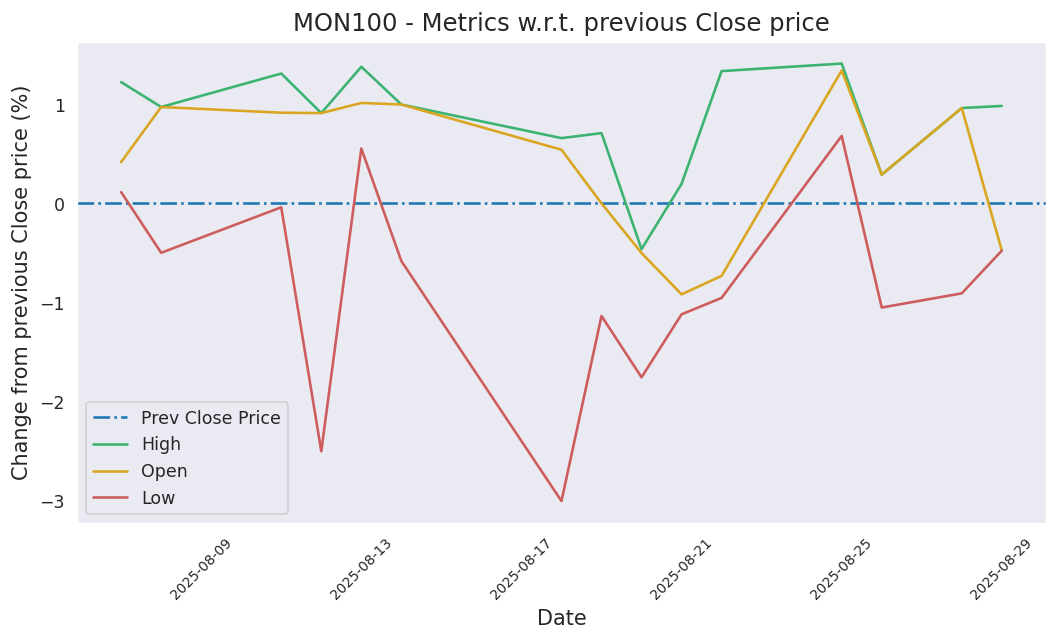 MON100 - Metrics w.r.t. previous Close price
Change from previous Close price (%)
1
0
−1
−2
−3
Prev Close Price
High
Open
Low
2025-08-09
2025-08-13
2025-08-17
2025-08-21
2025-08-25
2025-08-29
Date